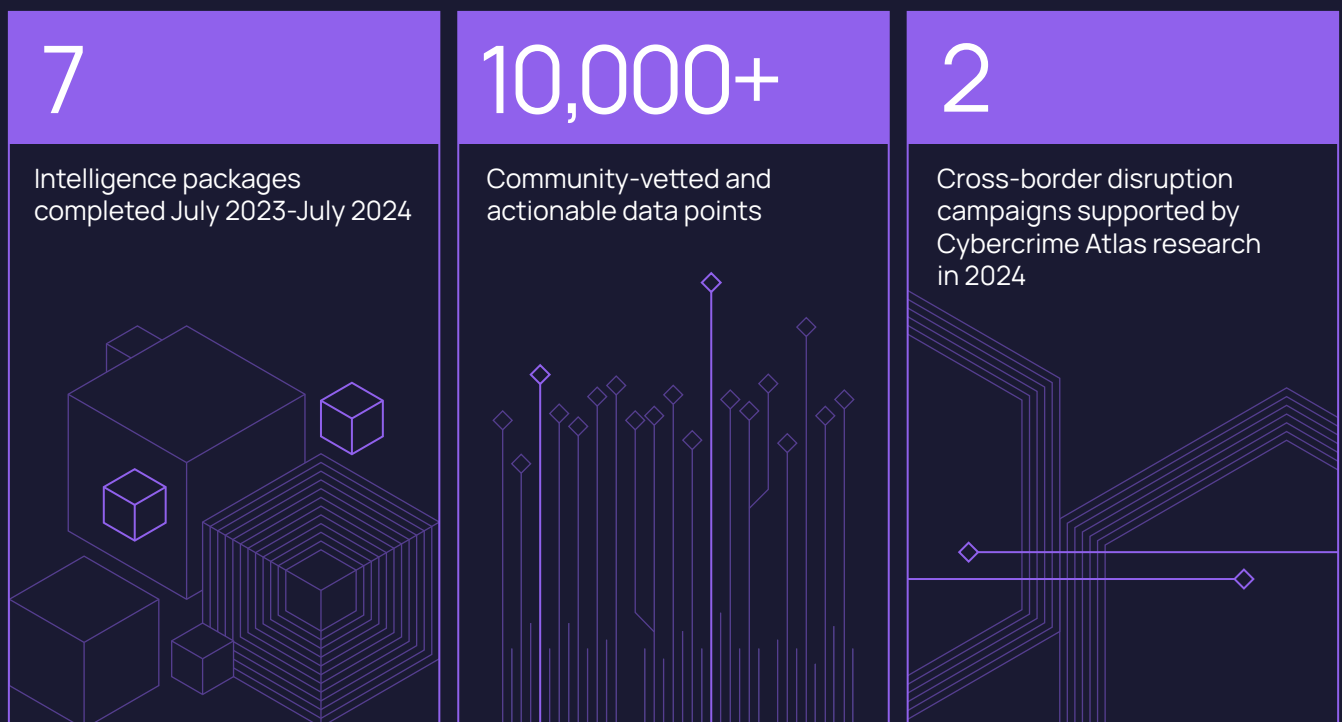 7
Intelligence packages
completed July 2023-July 2024
10,000+
Community-vetted and
actionable data points
2
Cross-border disruption
campaigns supported by
Cybercrime Atlas research
in 2024